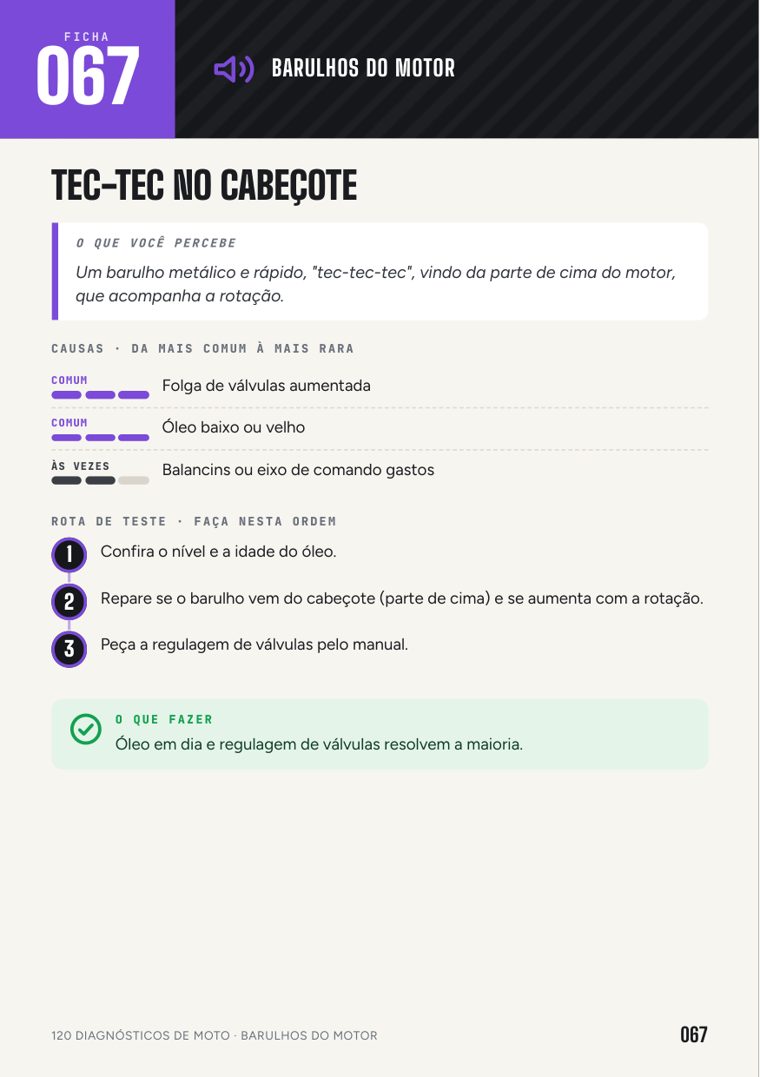 FICHA
067
BARULHOS DO MOTOR
TEC-TEC NO CABEÇOTE
O QUE VOCÊ PERCEBE
Um barulho metálico e rápido, "tec-tec-tec", vindo da parte de cima do motor,
que acompanha a rotação.
CAUSAS · DA MAIS COMUM À MAIS RARA
COMUM
Folga de válvulas aumentada
COMUM
Óleo baixo ou velho
ÀS VEZES
Balancins ou eixo de comando gastos
ROTA DE TESTE · FAÇA NESTA ORDEM
1 Confira o nível e a idade do óleo.
2 Repare se o barulho vem do cabeçote (parte de cima) e se aumenta com a rotação.
3 Peça a regulagem de válvulas pelo manual.
O QUE FAZER
Óleo em dia e regulagem de válvulas resolvem a maioria.
120 DIAGNÓSTICOS DE MOTO · BARULHOS DO MOTOR
067